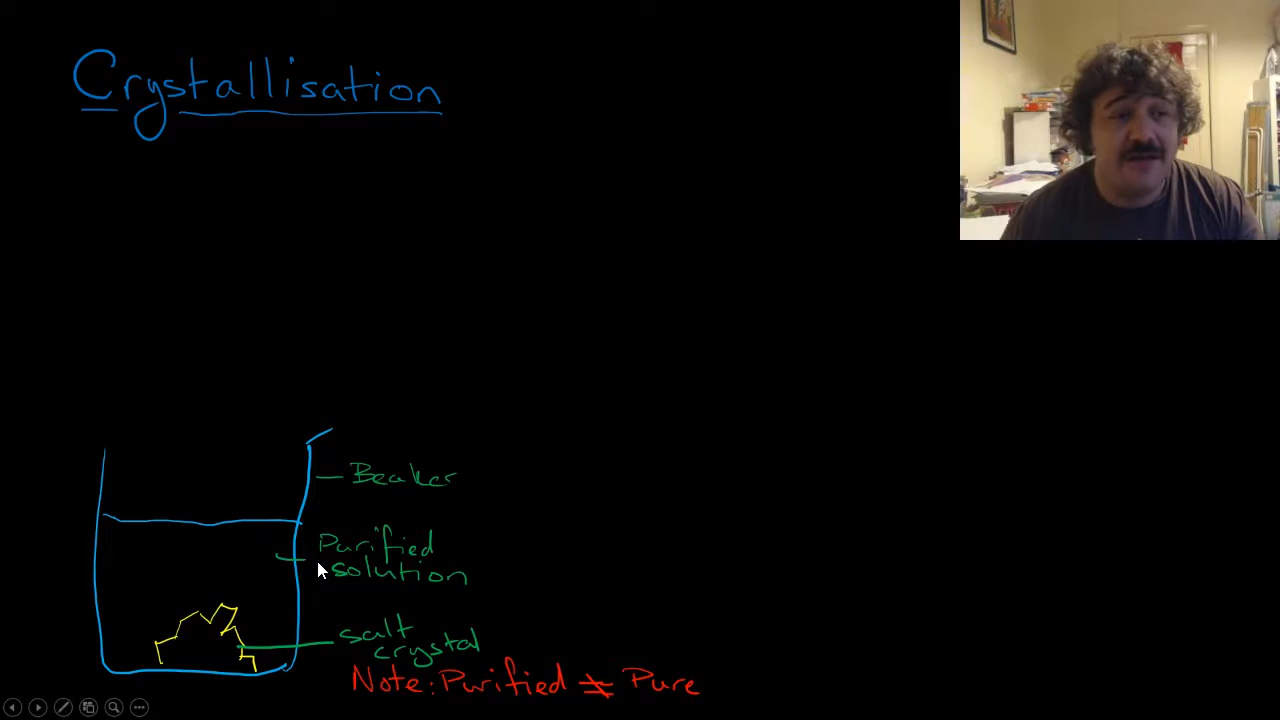 Crystallisation
Beaker
Purified
solution
salt
crystal
Note: Purified ≠ Pure